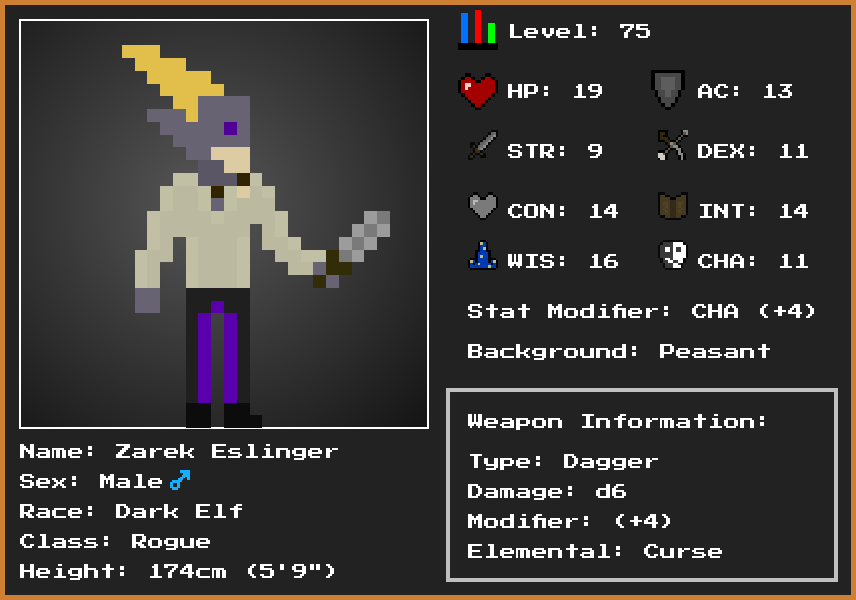 Level: 75
HP: 19
AC: 13
STR: 9
DEX: 11
CON: 14
INT: 14
WIS: 16
CHA: 11
Stat Modifier: CHA (+4)
Background: Peasant
Weapon Information:
Type: Dagger
Damage: d6
Modifier: (+4)
Elemental: Curse
Name: Zarek Eslinger
Sex: Male♂
Race: Dark Elf
Class: Rogue
Height: 174cm (5'9")